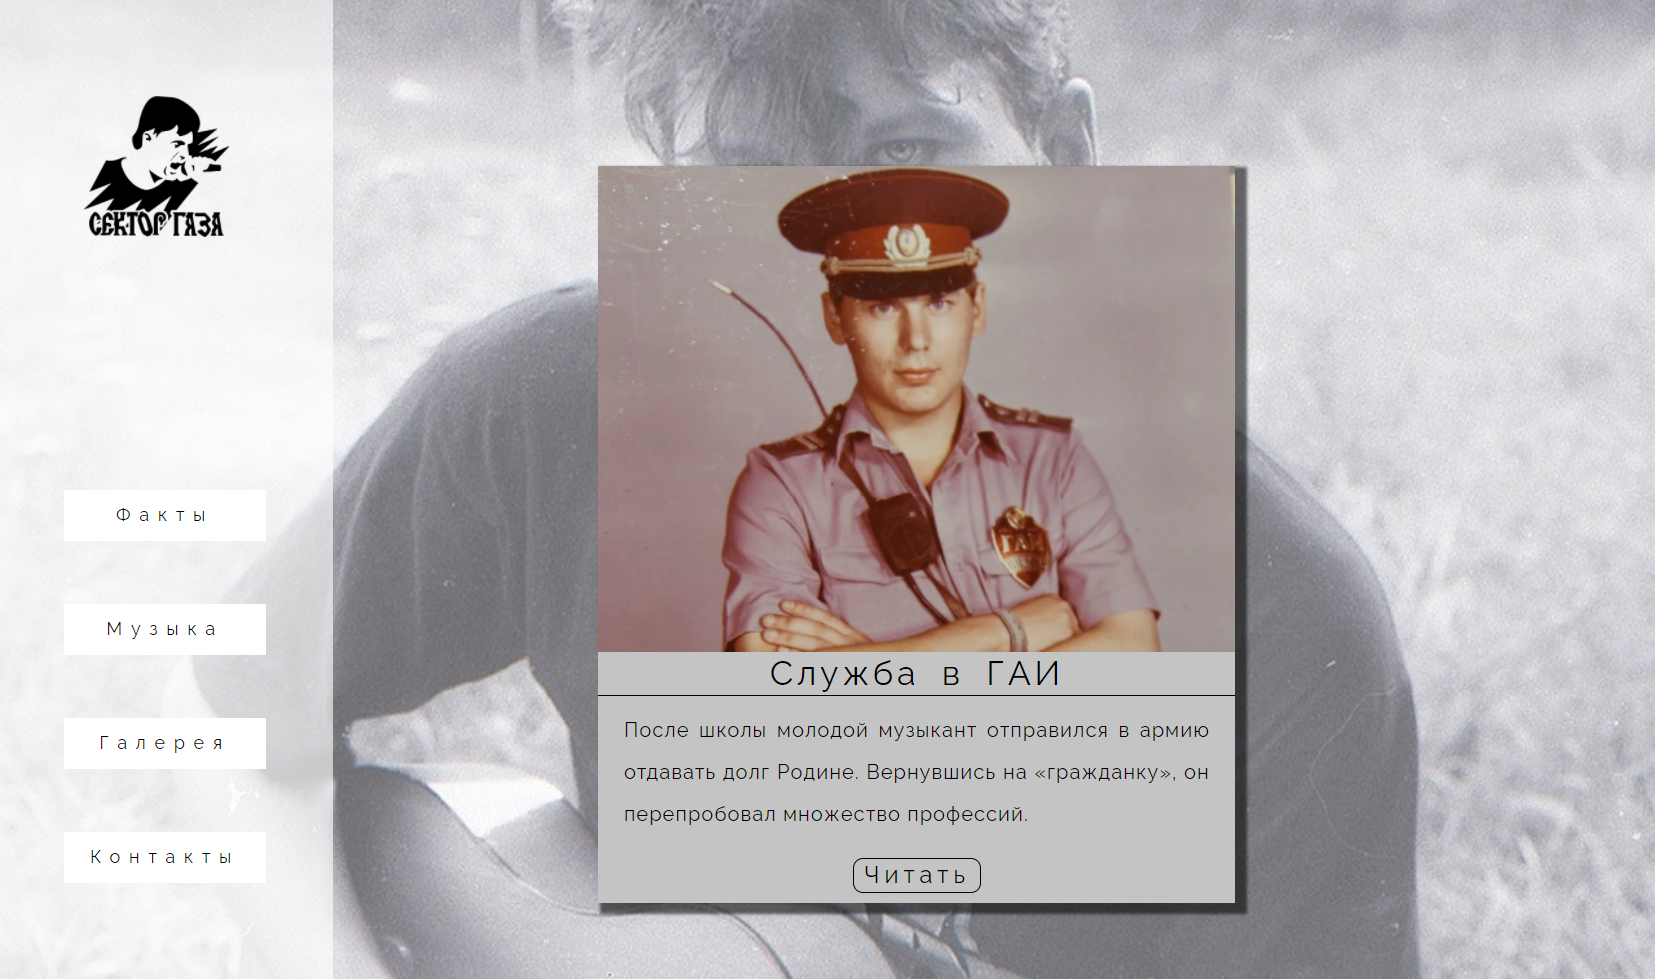 СЕКТОР ГАЗА
Факты
Музыка
Галерея
Контакты
ГАИ
Служба в ГАИ
После школы молодой музыкант отправился в армию
отдавать долг Родине. Вернувшись на «гражданку», он
перепробовал множество профессий.
Читать